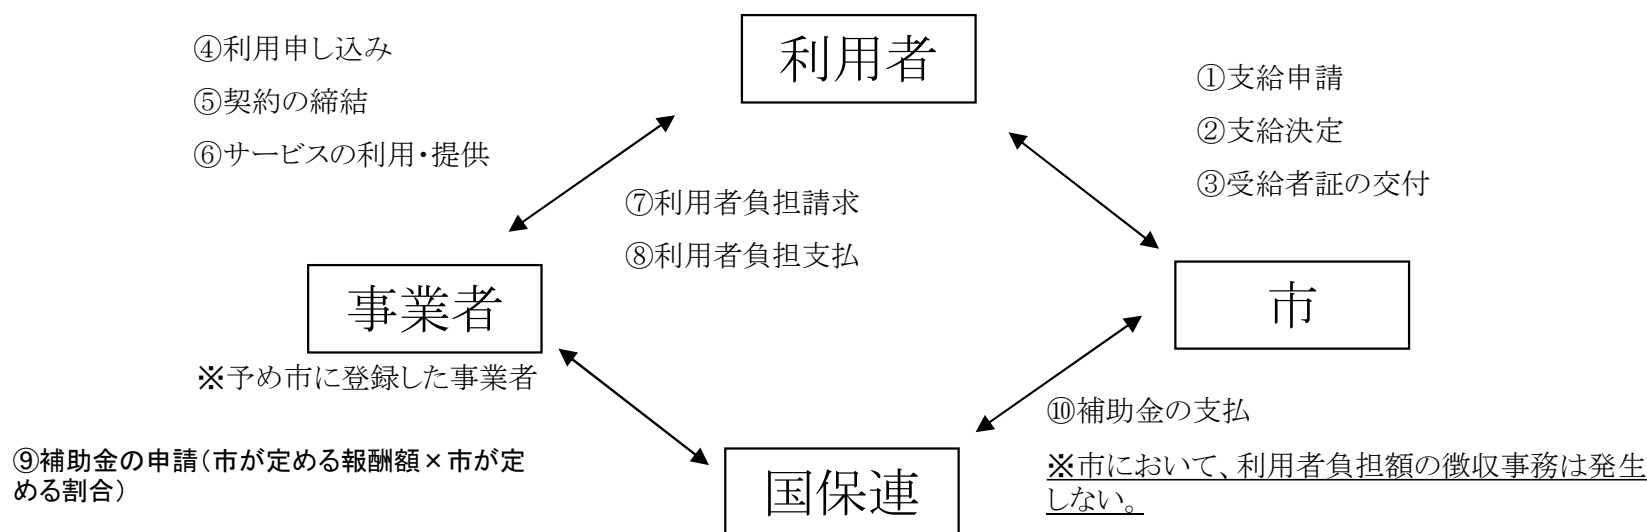 利用者
④利用申し込み
⑤契約の締結
⑥サービスの利用・提供
①支給申請
②支給決定
③受給者証の交付
⑦利用者負担請求
⑧利用者負担支払
事業者
※予め市に登録した事業者
市
⑨補助金の申請（市が定める報酬額×市が定
める割合）
国保連
⑩補助金の支払
※市において、利用者負担額の徴収事務は発生
しない。